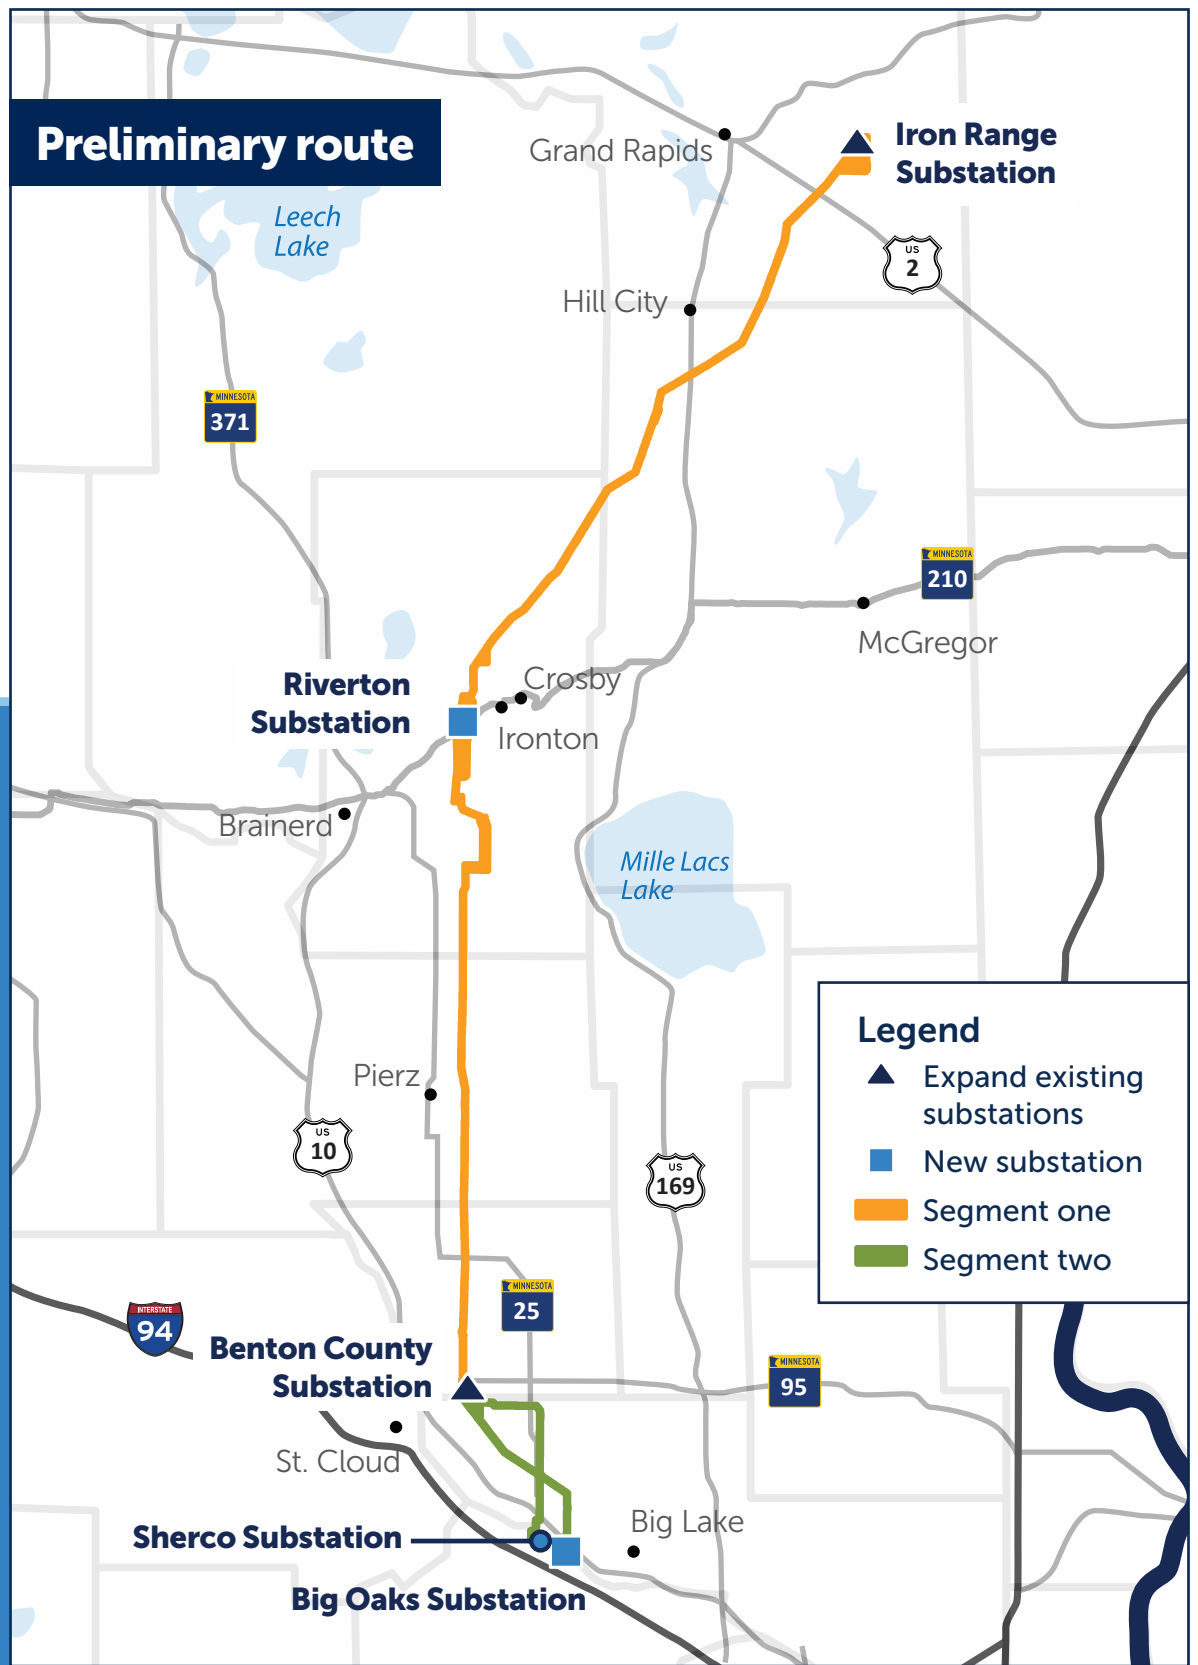 Preliminary route
Grand Rapids
Iron Range
Substation
Leech
Lake
US
2
Hill City
MINNESOTA
371
MINNESOTA
210
McGregor
Riverton
Substation
Crosby
Ironton
Brainerd
Mille Lacs
Lake
Legend
Expand existing
substations
New substation
Segment one
Segment two
Pierz
US
10
US
169
MINNESOTA
25
INTERSTATE
94
Benton County
Substation
MINNESOTA
95
St. Cloud
Big Lake
Sherco Substation
Big Oaks Substation